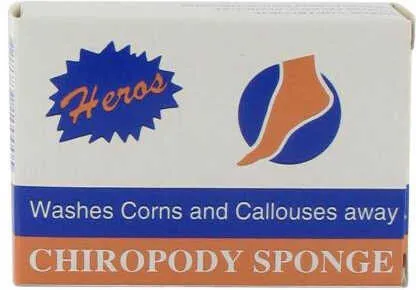 Heros
Washes Corns and Callouses away
CHIROPODY SPONGE